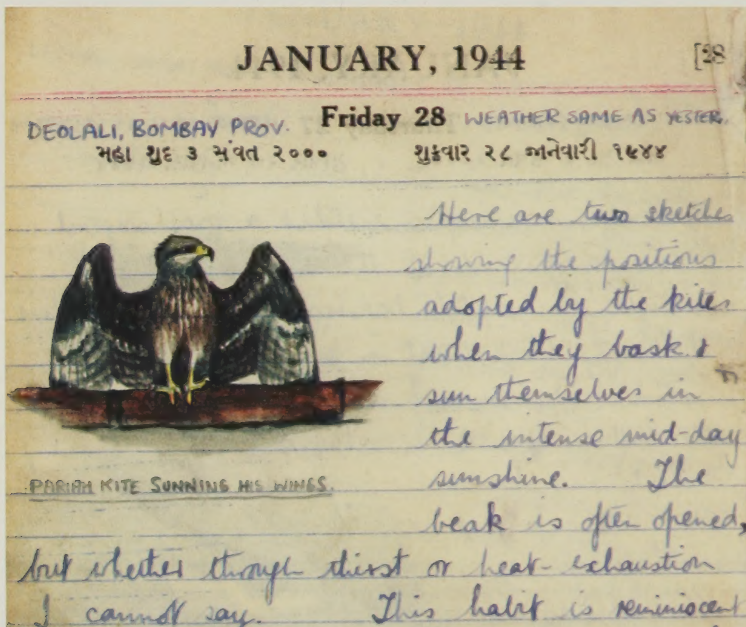 JANUARY, 1944 [28
DEOLALI, BOMBAY PROV. Friday 28 WEATHER SAME AS YESTER.
મહા શુદ ૩ સંવત ૨૦૦૦ શુક્રવાર ૨૮ જાનેવારી ૧૯૪૪
Here are two sketches
showing the positions
adopted by the kites
when they bask &
sun themselves in
the intense mid-day
sunshine. The
PARIAH KITE SUNNING HIS WINGS.
beak is often opened,
but whether through thirst or heat-exhaustion
I cannot say. This habit is reminiscent